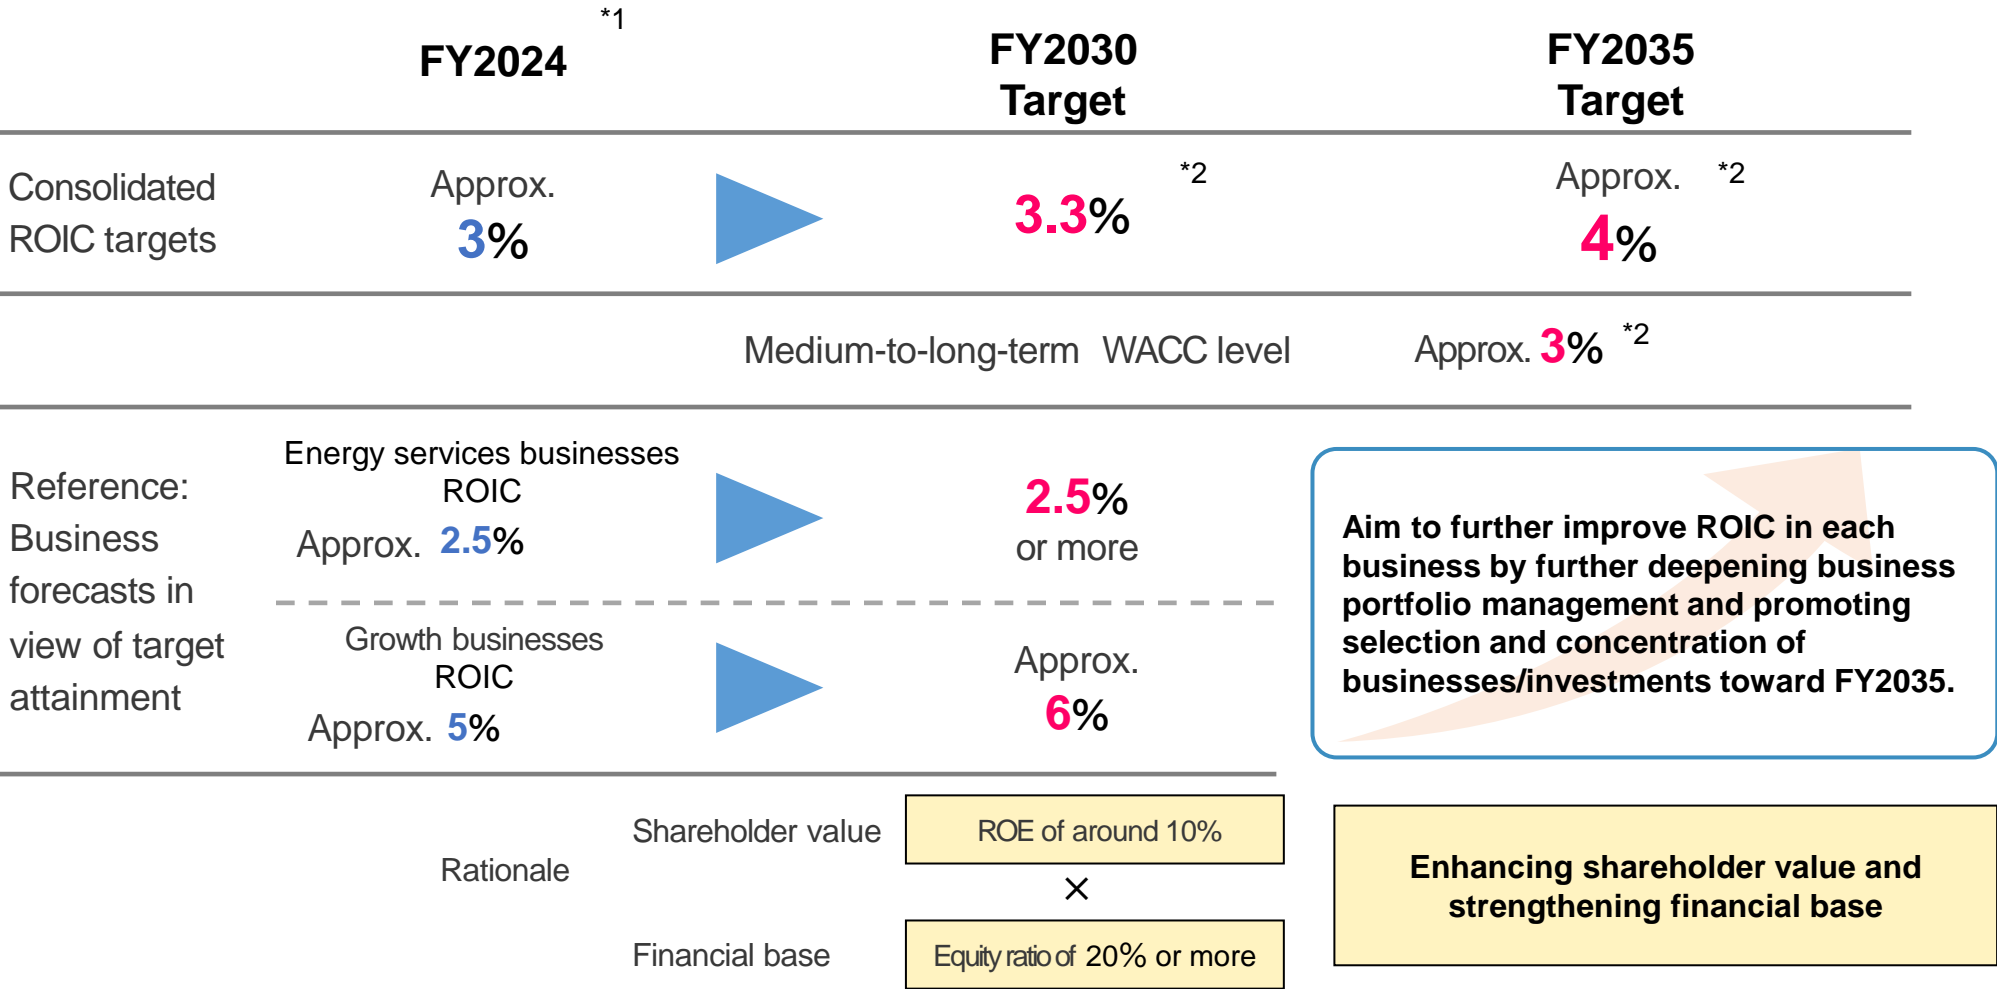 *1
FY2024
FY2030
Target
FY2035
Target
Consolidated
ROIC targets
Approx.
3%
3.3%
*2
Approx.
*2
4%
Medium-to-long-term WACC level
Approx. 3% *2
Reference:
Business
forecasts in
view of target
attainment
Energy services businesses
ROIC
Approx. 2.5%
2.5%
or more
Growth businesses
ROIC
Approx. 5%
Approx.
6%
Aim to further improve ROIC in each
business by further deepening business
portfolio management and promoting
selection and concentration of
businesses/investments toward FY2035.
Rationale
Shareholder value
ROE of around 10%
×
Financial base
Equity ratio of 20% or more
Enhancing shareholder value and
strengthening financial base